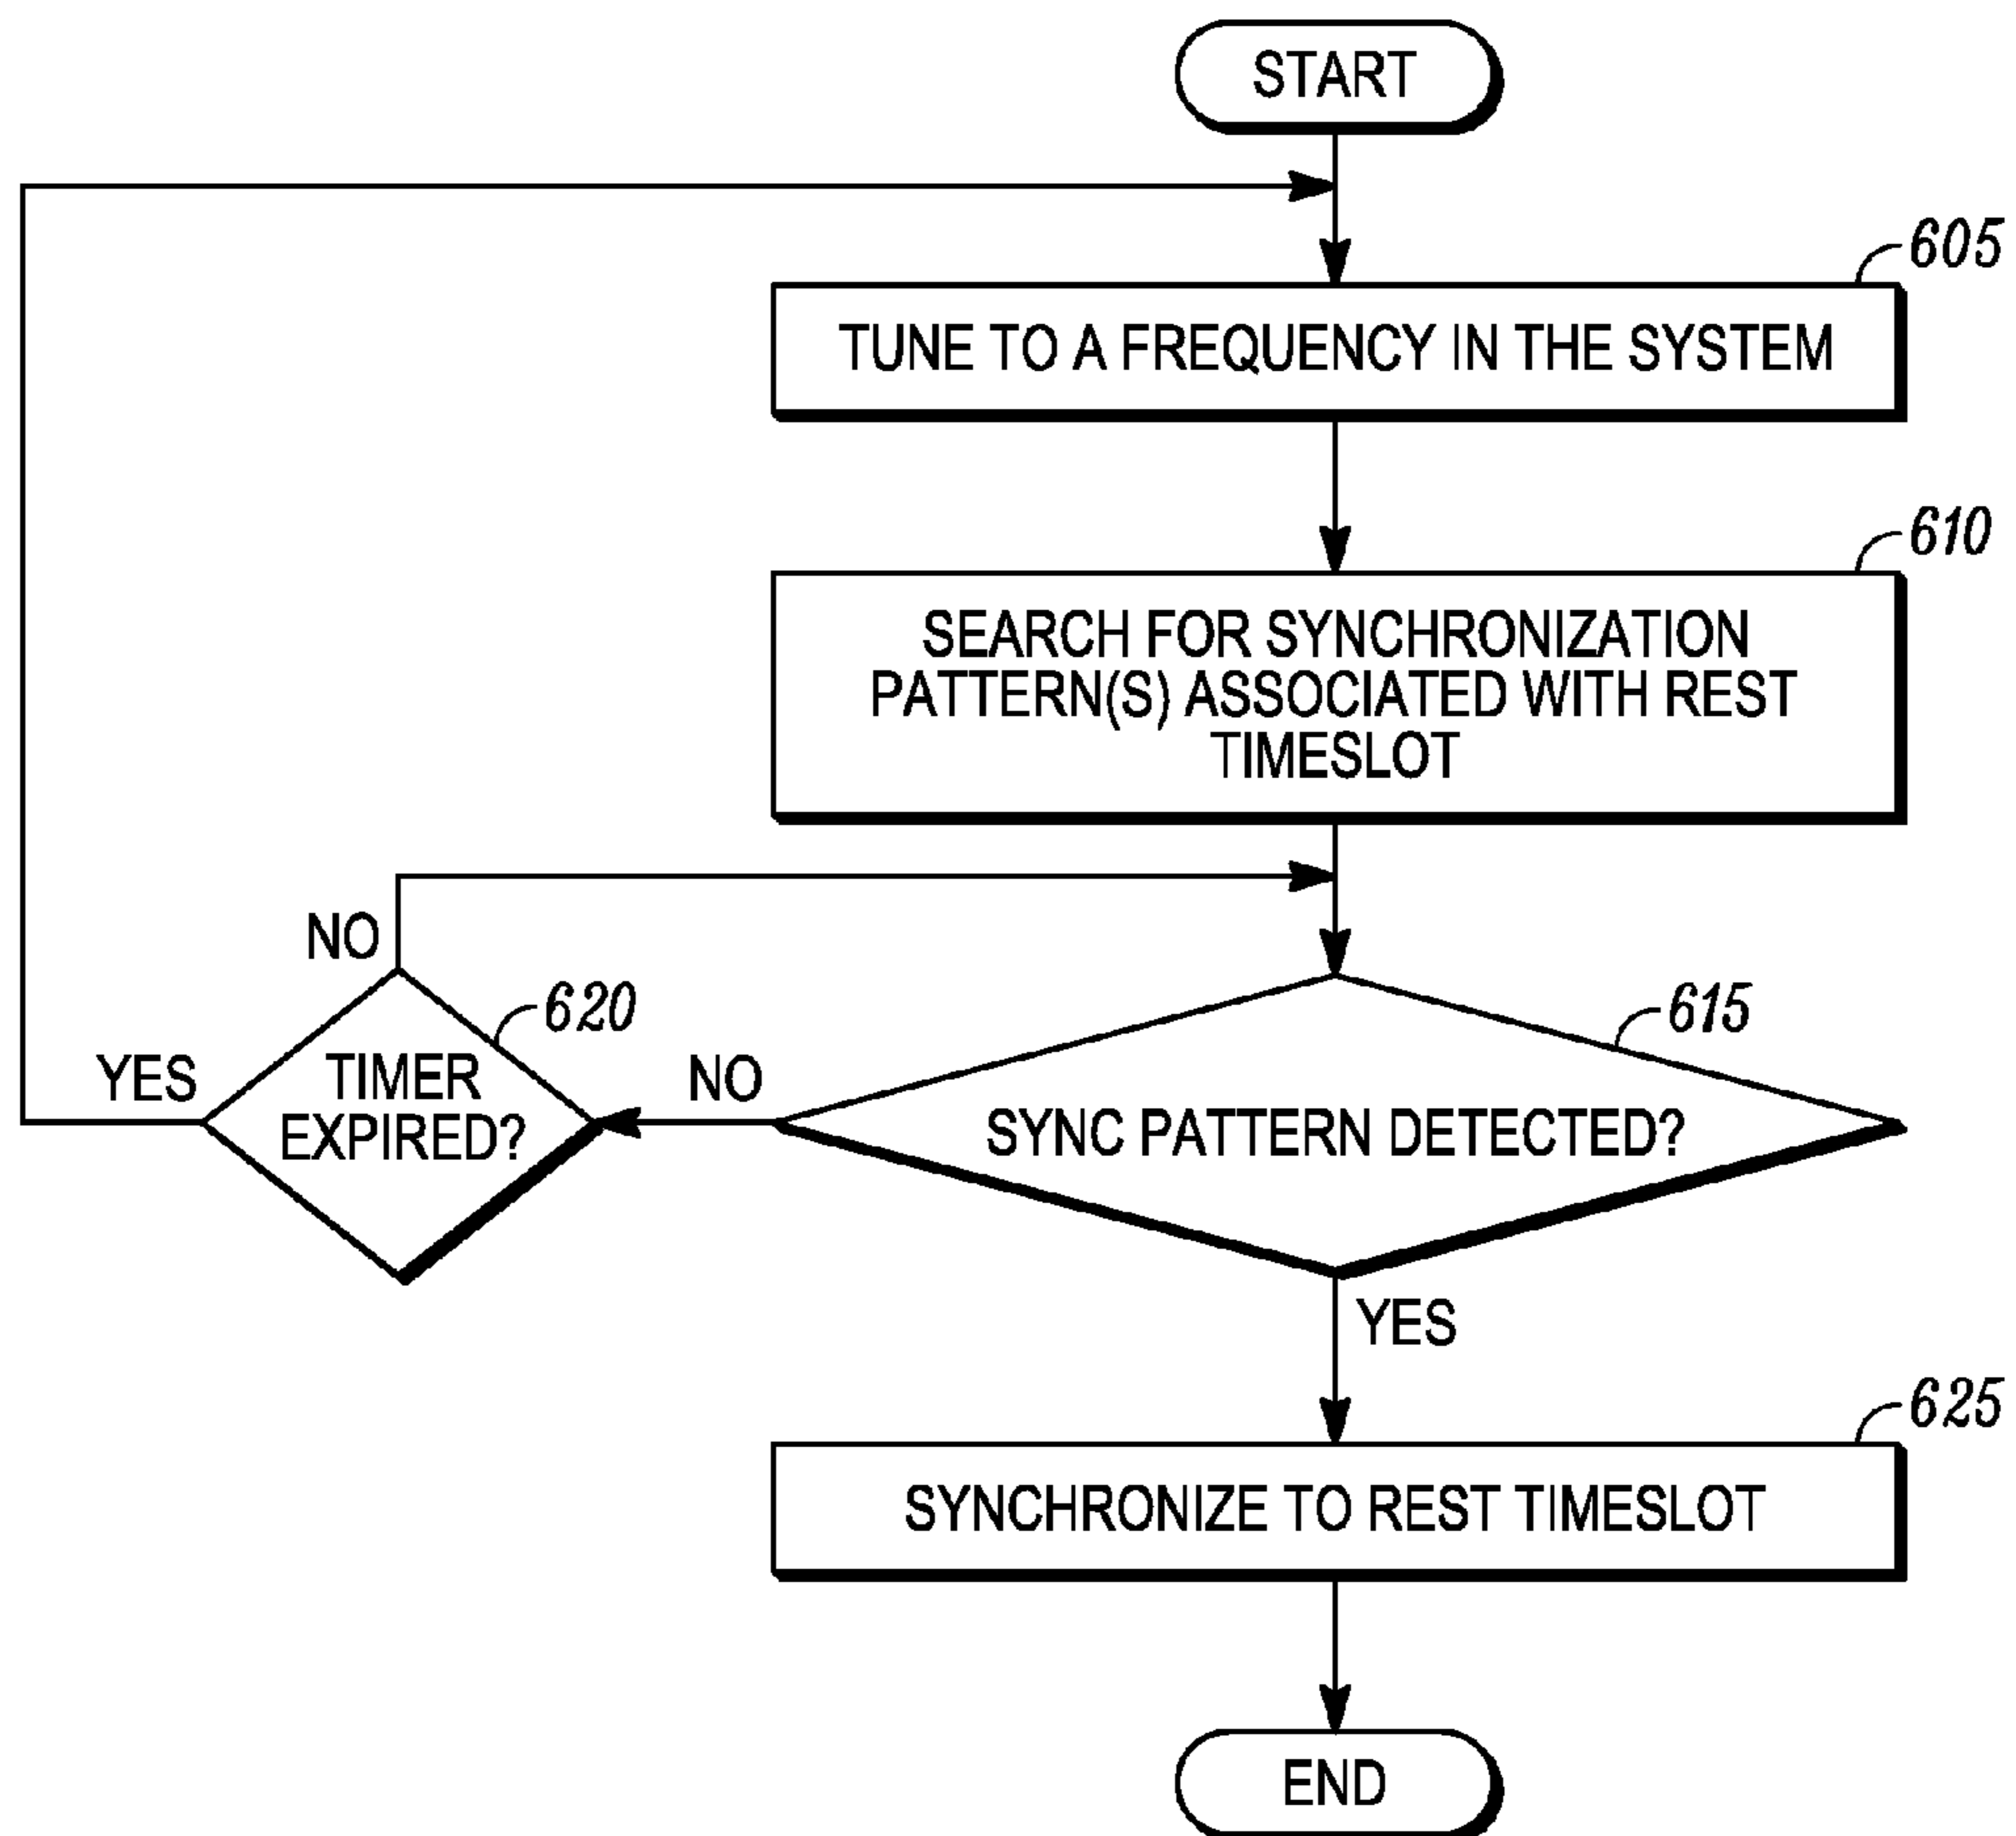 START
605
TUNE TO A FREQUENCY IN THE SYSTEM
610
SEARCH FOR SYNCHRONIZATION
PATTERN(S) ASSOCIATED WITH REST
TIMESLOT
NO
620
615
YES
TIMER
EXPIRED?
NO
SYNC PATTERN DETECTED?
YES
625
SYNCHRONIZE TO REST TIMESLOT
END